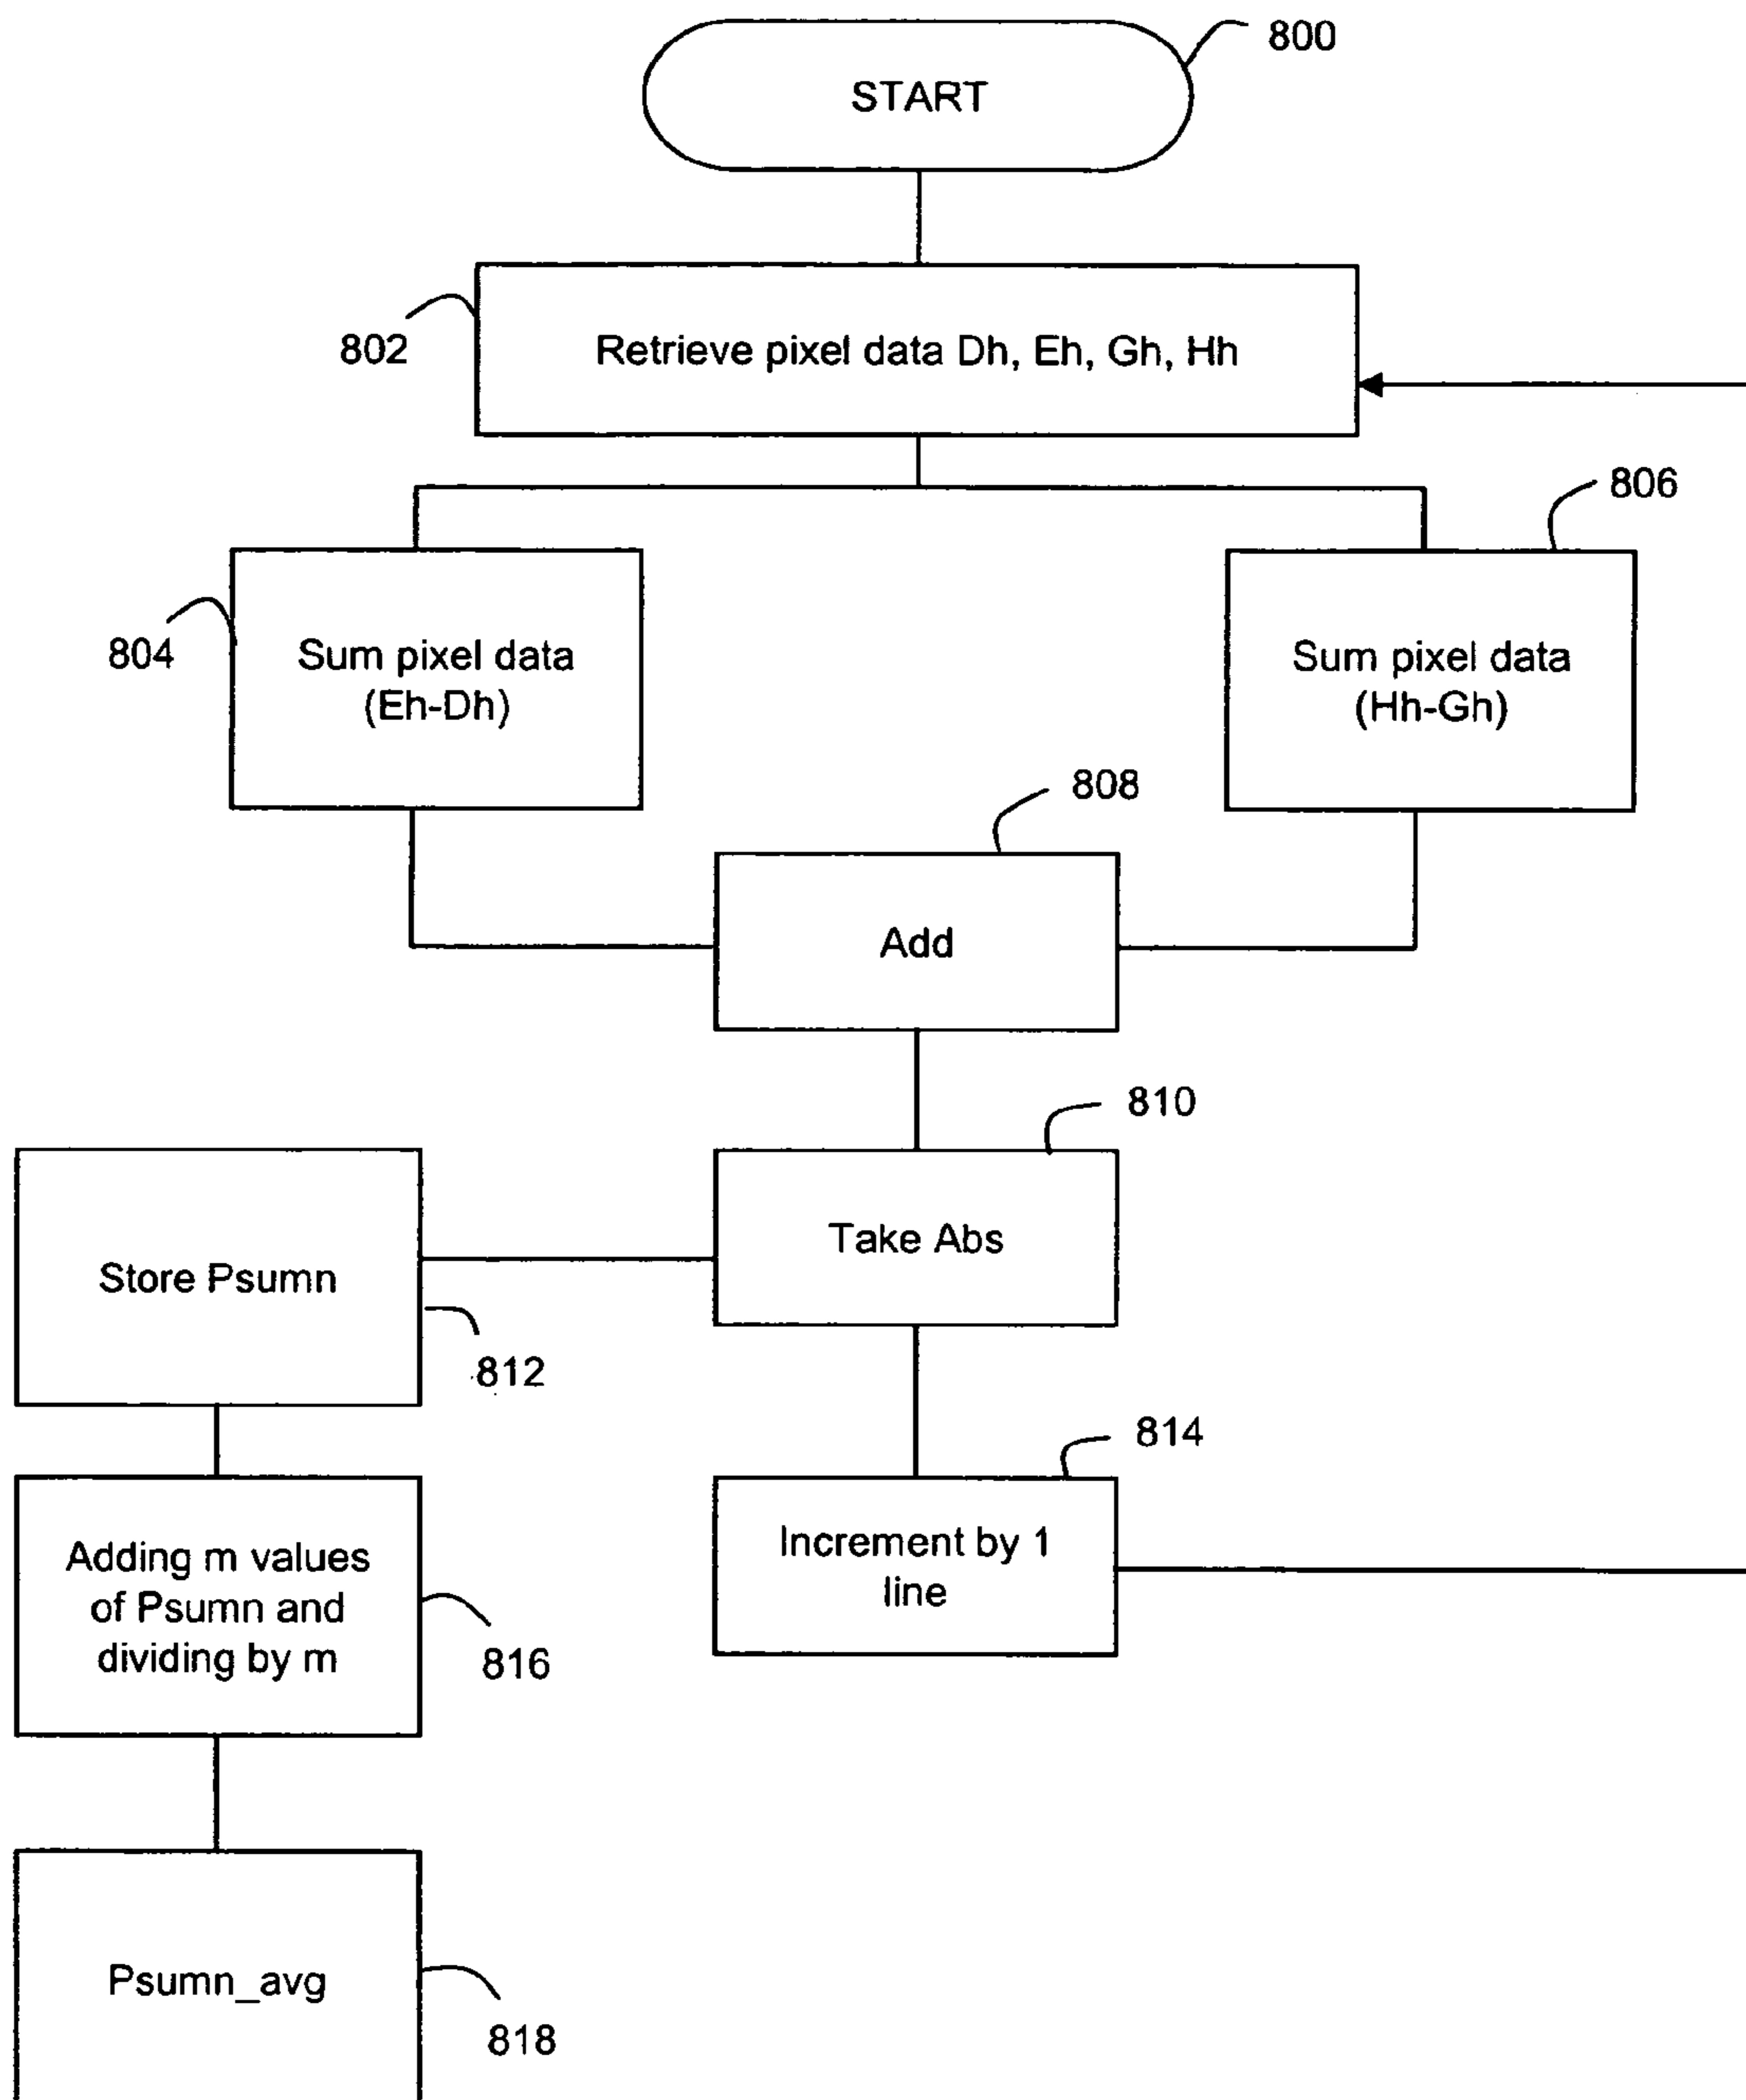 800
START
802
Retrieve pixel data Dh, Eh, Gh, Hh
806
804
Sum pixel data
(Eh-Dh)
Sum pixel data
(Hh-Gh)
808
Add
810
Take Abs
Store Psumn
812
814
Increment by 1
line
Adding m values
of Psumn and
dividing by m
816
Psumn_avg
818